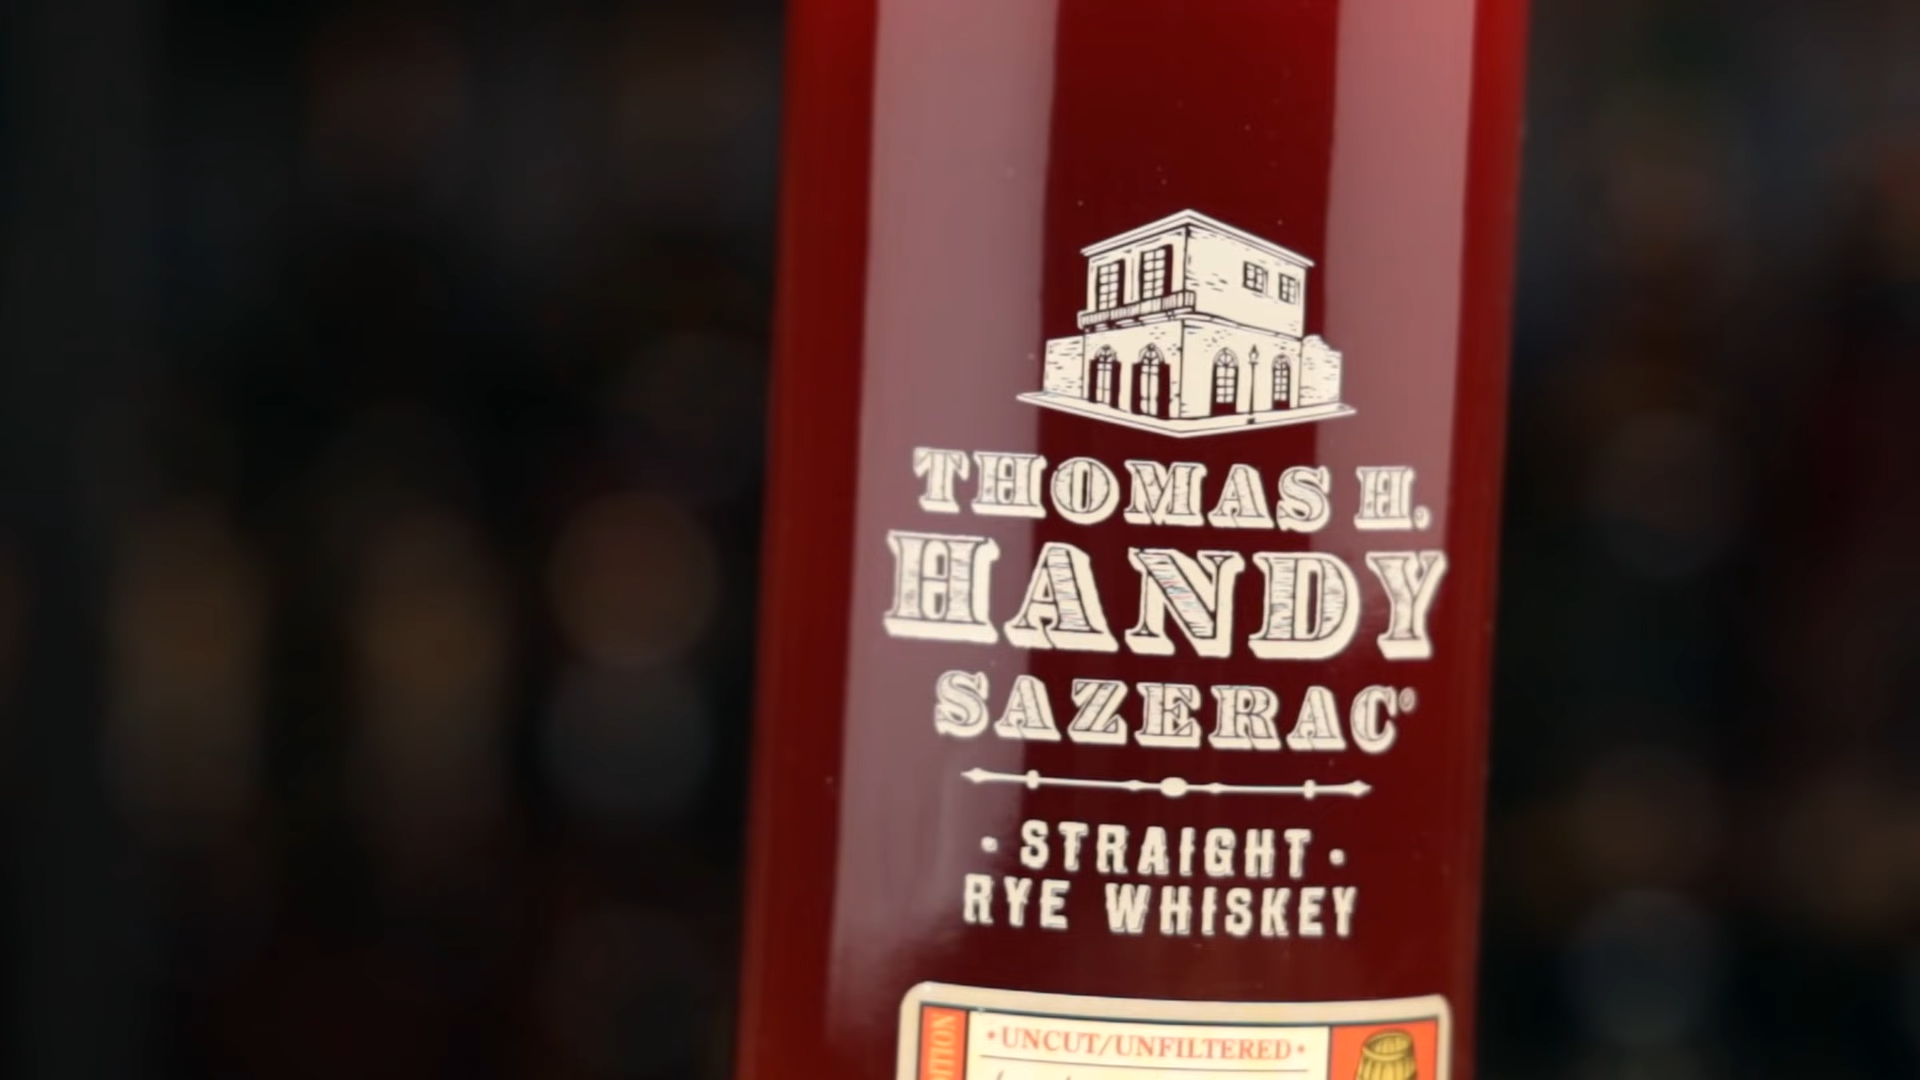 THOMAS H.
HANDY
SAZERAC®
· STRAIGHT ·
RYE WHISKEY
• UNCUT/UNFILTERED •